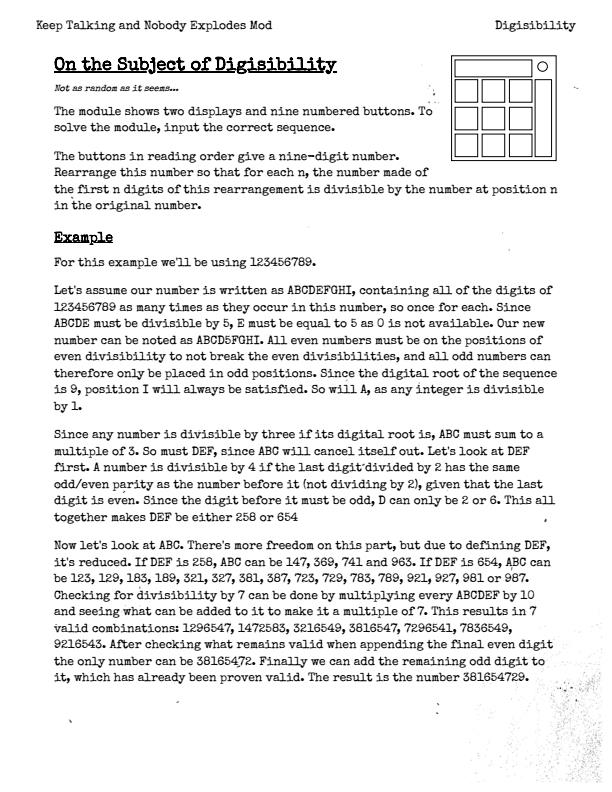 Keep Talking and Nobody Explodes Mod
Digisibility
On the Subject of Digisibility
Not as random as it seems...
The module shows two displays and nine numbered buttons. To
solve the module, input the correct sequence.
The buttons in reading order give a nine-digit number.
Rearrange this number so that for each n, the number made of
the first n digits of this rearrangement is divisible by the number at position n
in the original number.
Example
For this example we'll be using 123456789.
Let's assume our number is written as ABCDEFGHI, containing all of the digits of
123456789 as many times as they occur in this number, so once for each. Since
ABCDE must be divisible by 5, E must be equal to 5 as 0 is not available. Our new
number can be noted as ABCD5FGHI. All even numbers must be on the positions of
even divisibility to not break the even divisibilities, and all odd numbers can
therefore only be placed in odd positions. Since the digital root of the sequence
is 9, position I will always be satisfied. So will A, as any integer is divisible
by 1.
Since any number is divisible by three if its digital root is, ABC must sum to a
multiple of 3. So must DEF, since ABC will cancel itself out. Let's look at DEF
first. A number is divisible by 4 if the last digit divided by 2 has the same
odd/even parity as the number before it (not dividing by 2), given that the last
digit is even. Since the digit before it must be odd, D can only be 2 or 6. This all
together makes DEF be either 258 or 654
Now let's look at ABC. There's more freedom on this part, but due to defining DEF,
it's reduced. If DEF is 258, ABC can be 147, 369, 741 and 963. If DEF is 654, ABC can
be 123, 129, 183, 189, 321, 327, 381, 387, 723, 729, 783, 789, 921, 927, 981 or 987.
Checking for divisibility by 7 can be done by multiplying every ABCDEF by 10
and seeing what can be added to it to make it a multiple of 7. This results in 7
valid combinations: 1296547, 1472583, 3216549, 3816547, 7296541, 7836549,
9216543. After checking what remains valid when appending the final even digit
the only number can be 38165472. Finally we can add the remaining odd digit to
it, which has already been proven valid. The result is the number 381654729.